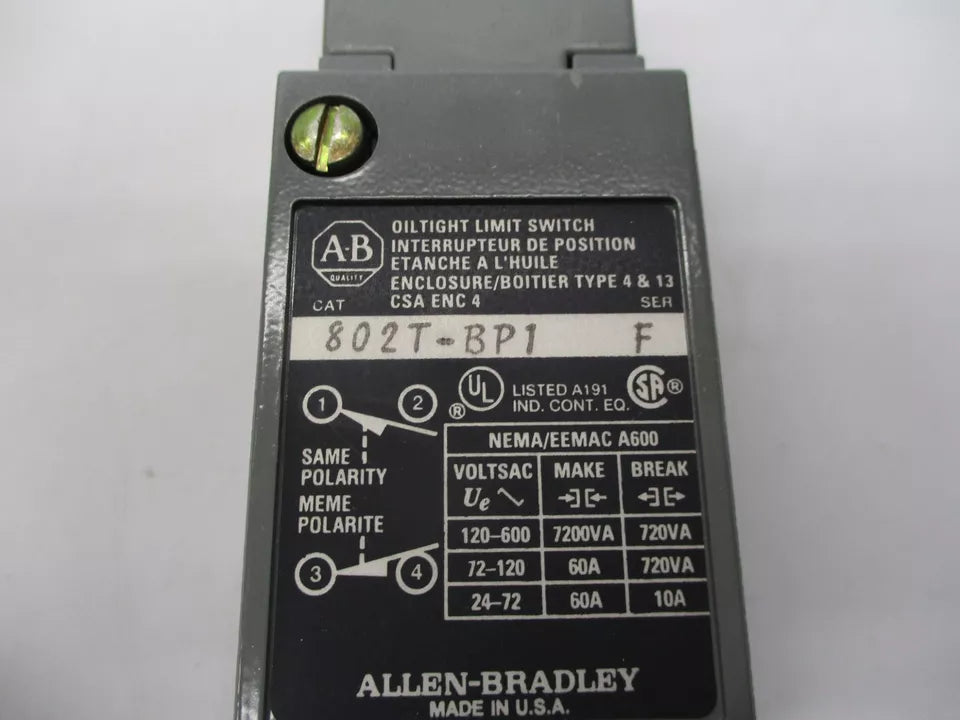 A-B
QUALITY
OILTIGHT LIMIT SWITCH
INTERRUPTEUR DE POSITION
ETANCHE A L'HUILE
ENCLOSURE/BOITIER TYPE 4 & 13
CSA ENC 4
CAT
SER
802T-BP1 F
UL ®
LISTED A191
IND. CONT. EQ.
SA ®
1 2
SAME
POLARITY
MEME
POLARITE
3 4
NEMA/EEMAC A600
VOLTSAC MAKE BREAK
Ue
120–600 7200VA 720VA
72–120 60A 720VA
24–72 60A 10A
ALLEN-BRADLEY
MADE IN U.S.A.